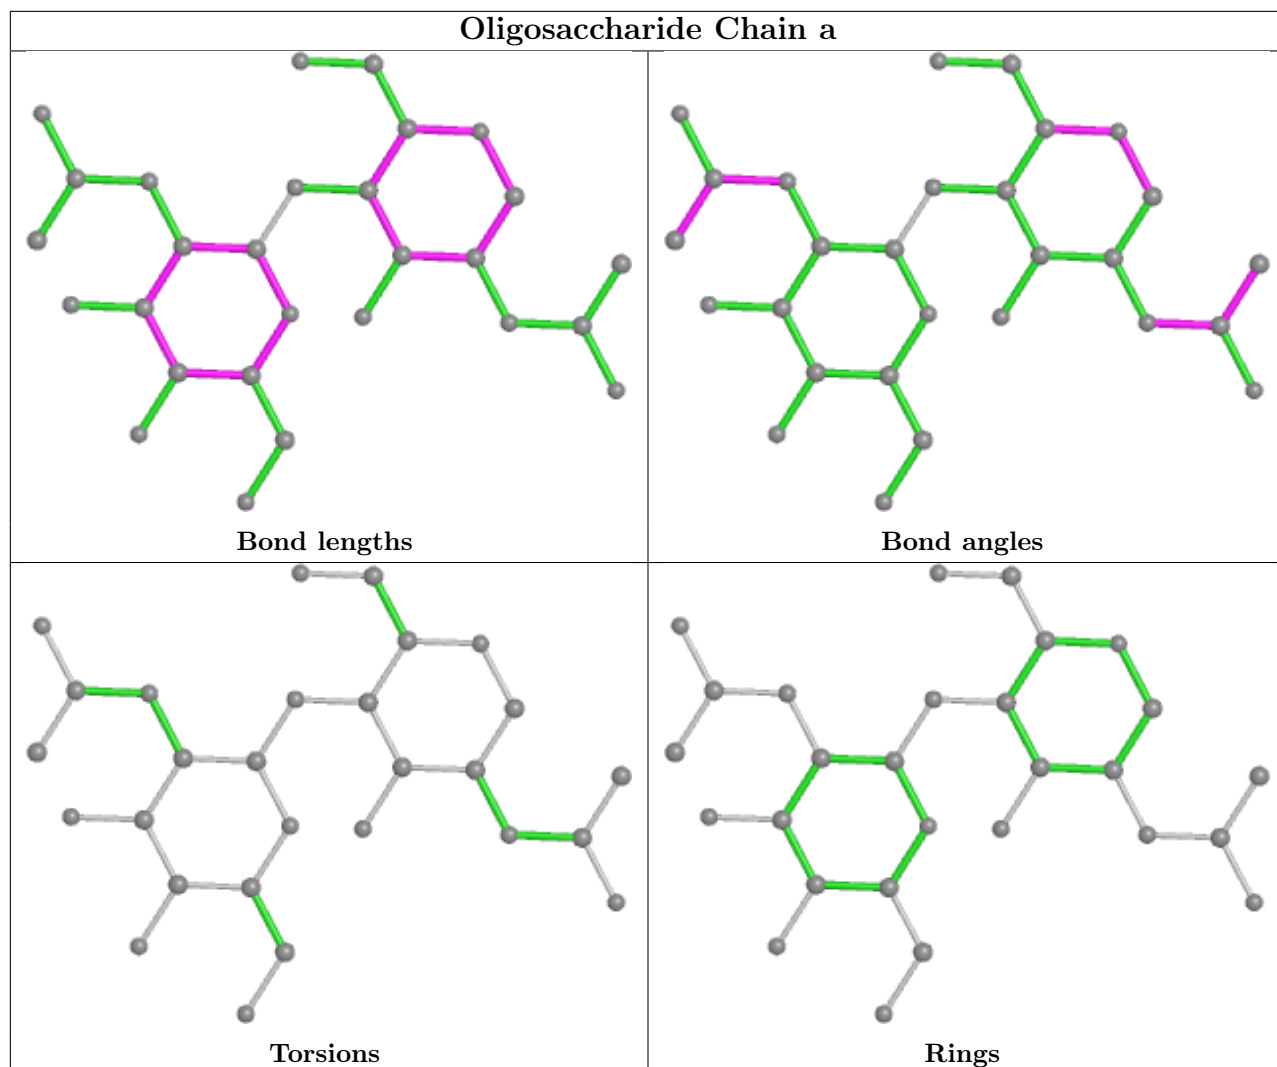 Oligosaccharide Chain a
Bond lengths
Bond angles
Torsions
Rings